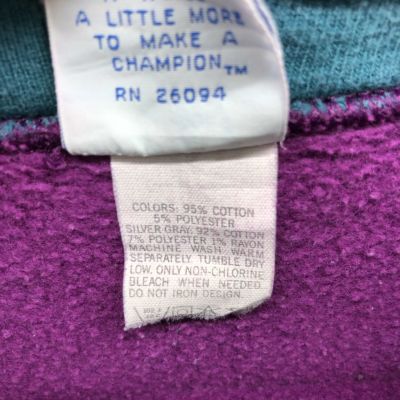 A LITTLE MORE
TO MAKE A
CHAMPION™
RN 26094
COLORS: 95% COTTON
5% POLYESTER
SILVER GRAY: 92% COTTON
7% POLYESTER 1% RAYON
MACHINE WASH WARM
SEPARATELY TUMBLE DRY
LOW. ONLY NON-CHLORINE
BLEACH WHEN NEEDED
DO NOT IRON DESIGN.